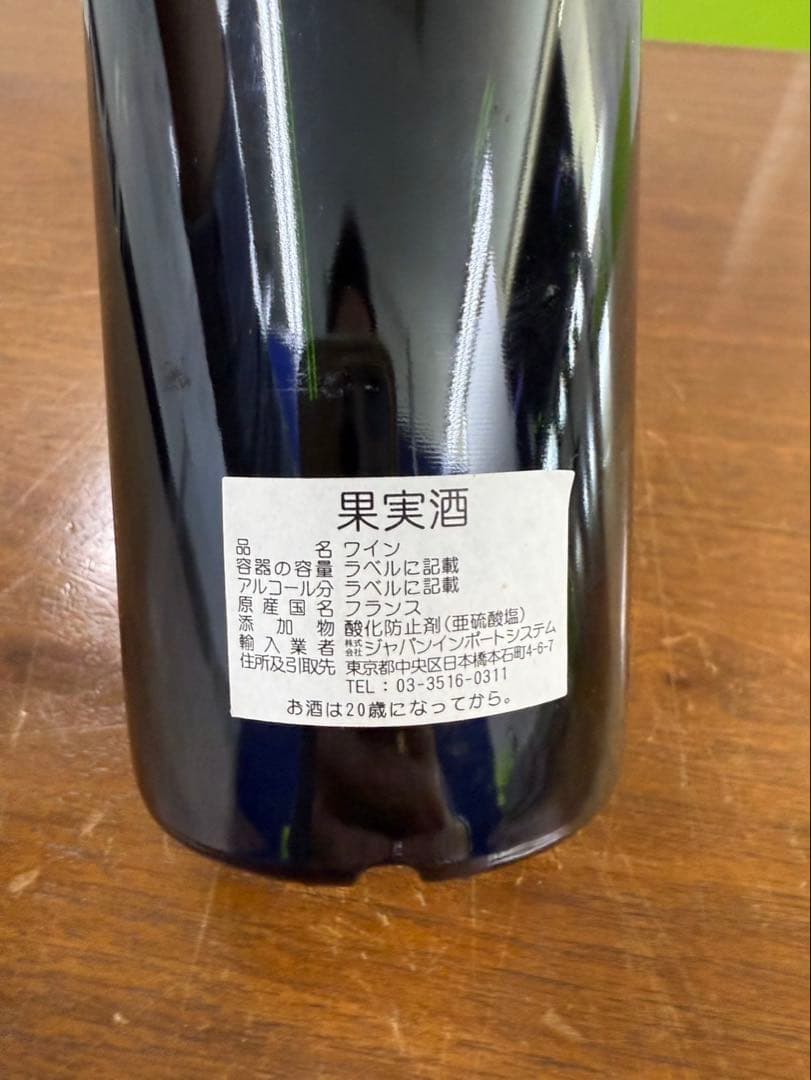 果実酒
品名 ワイン
容器の容量 ラベルに記載
アルコール分 ラベルに記載
原産国名 フランス
添加物 酸化防止剤(亜硫酸塩)
輸入業者 株式会社ジャパンインポートシステム
住所及引取先 東京都中央区日本橋本石町4-6-7
TEL : 03-3516-0311
お酒は20歳になってから。